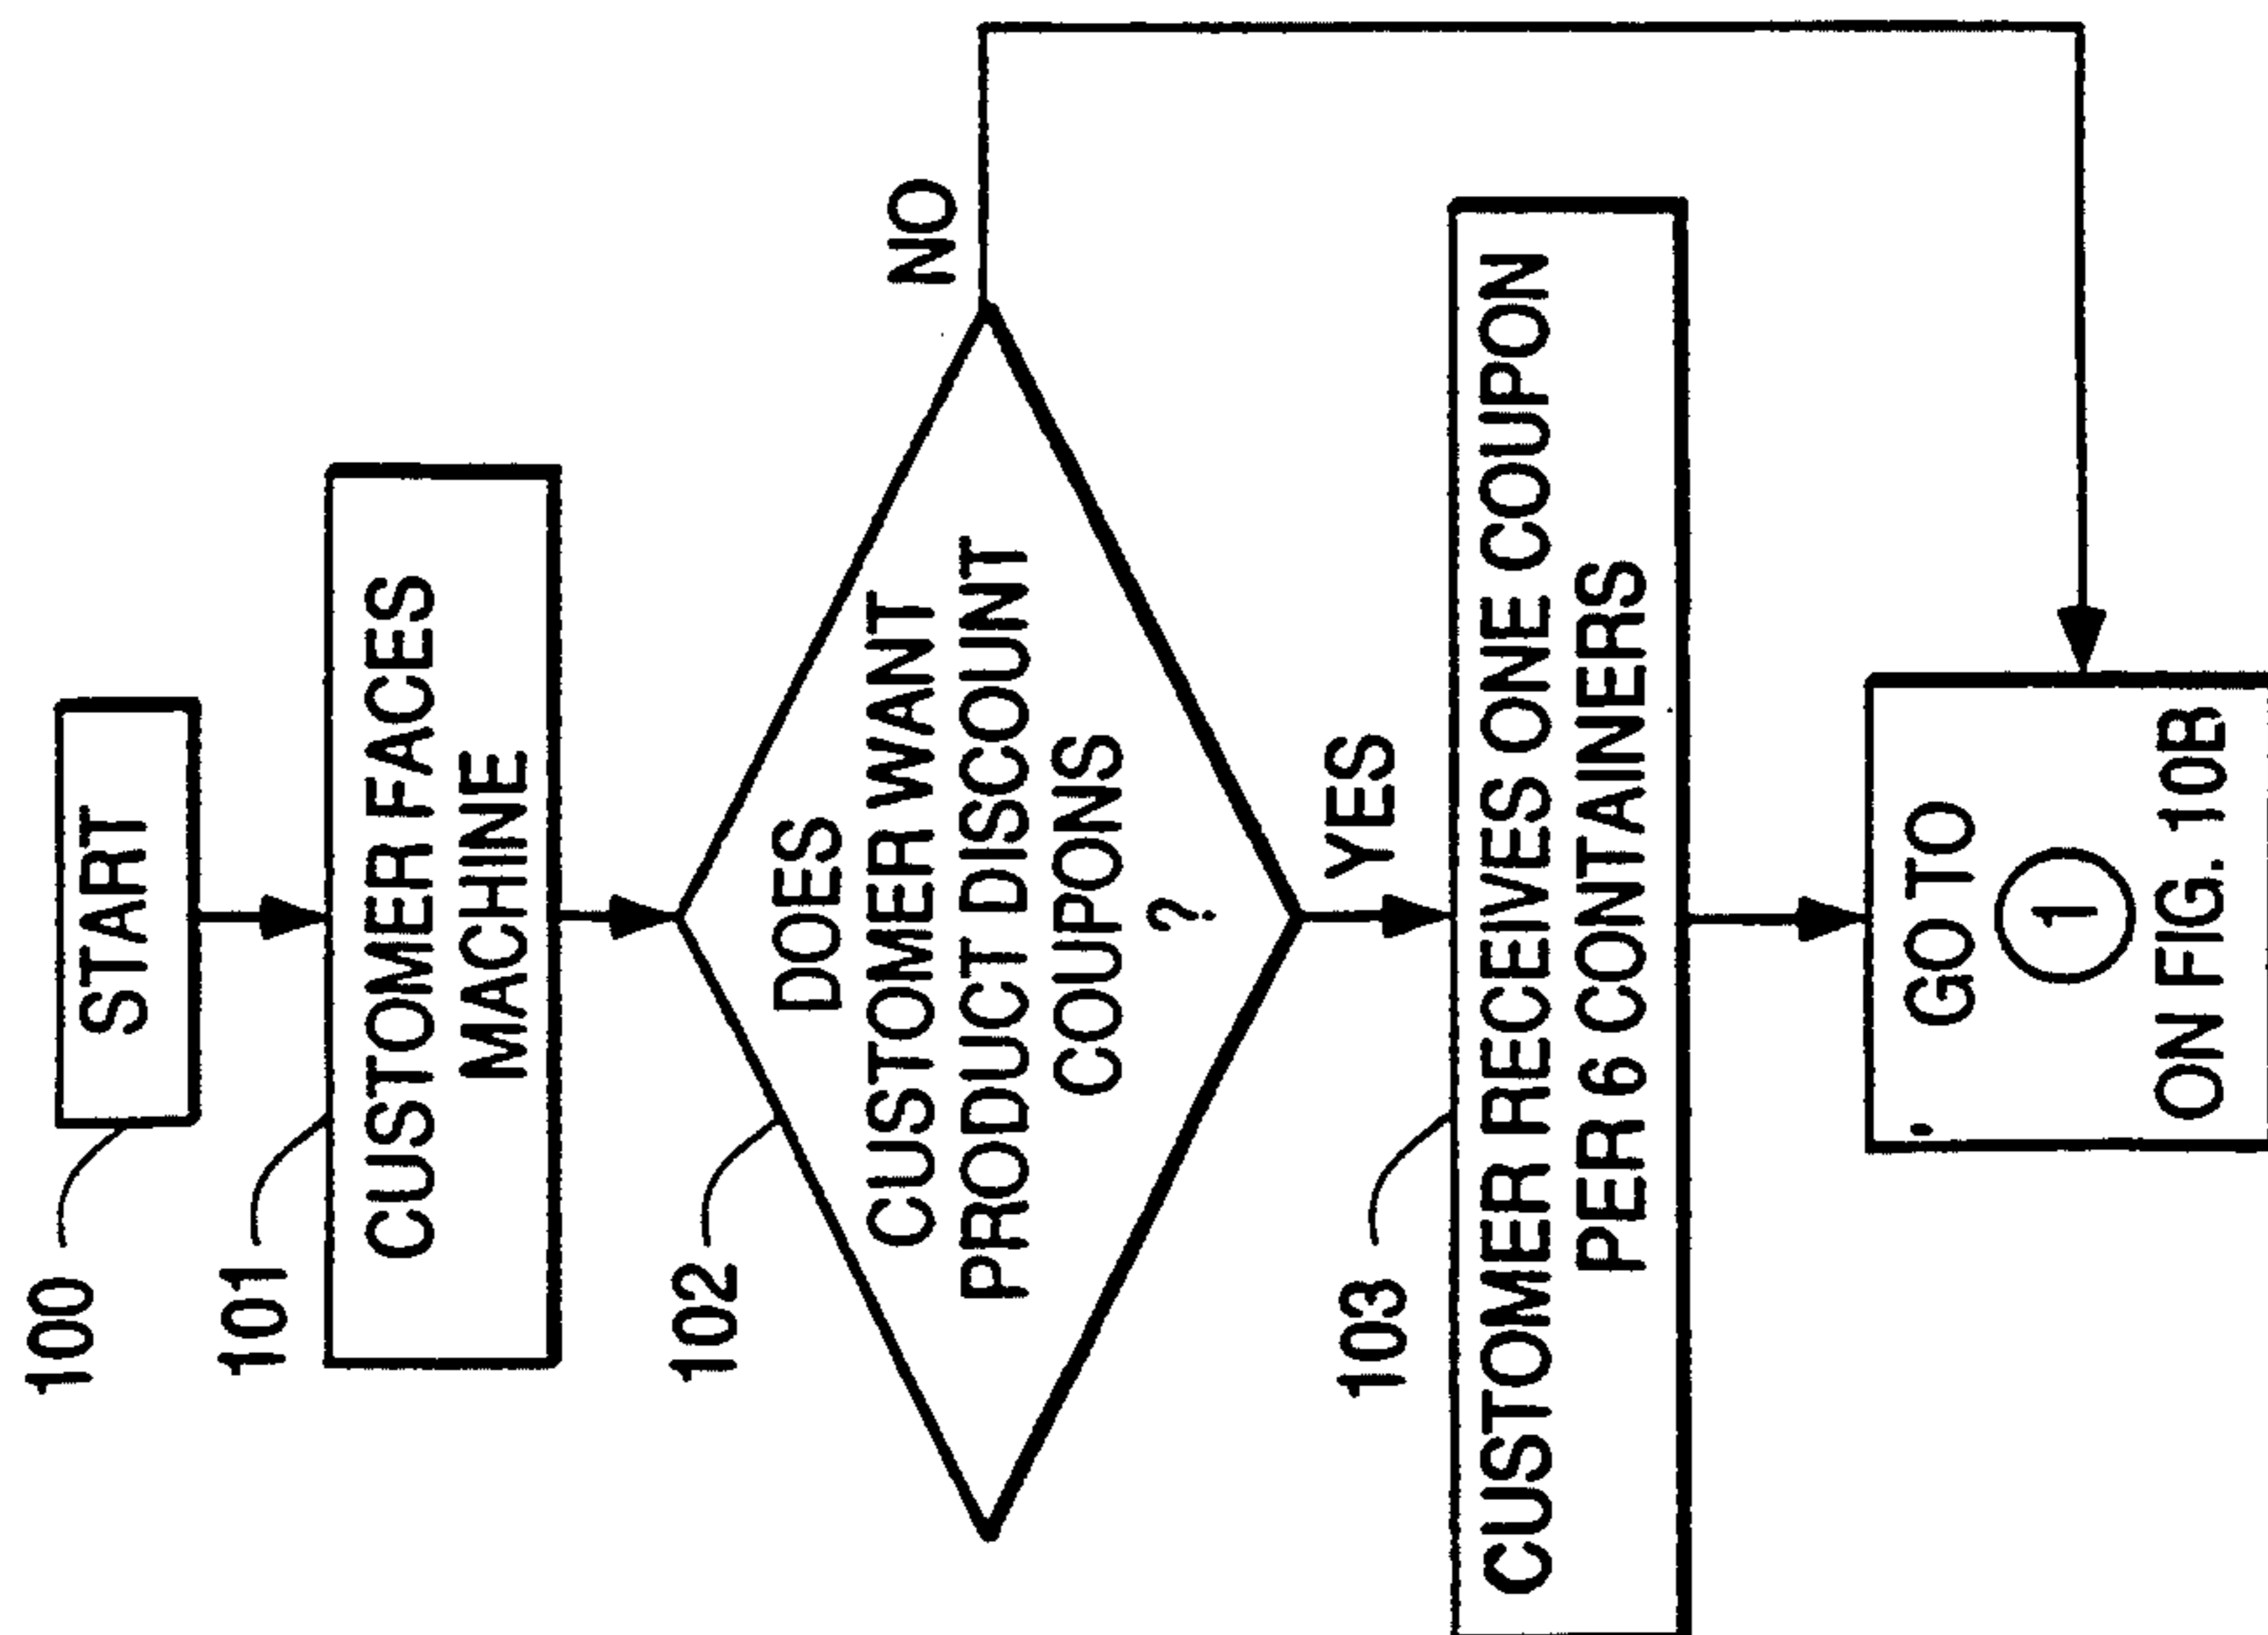 100
START
101
CUSTOMER FACES
MACHINE
102
DOES
CUSTOMER WANT
PRODUCT DISCOUNT
COUPONS
?
NO
YES
103
CUSTOMER RECEIVES ONE COUPON
PER 6 CONTAINERS
GO TO
1
ON FIG. 10B